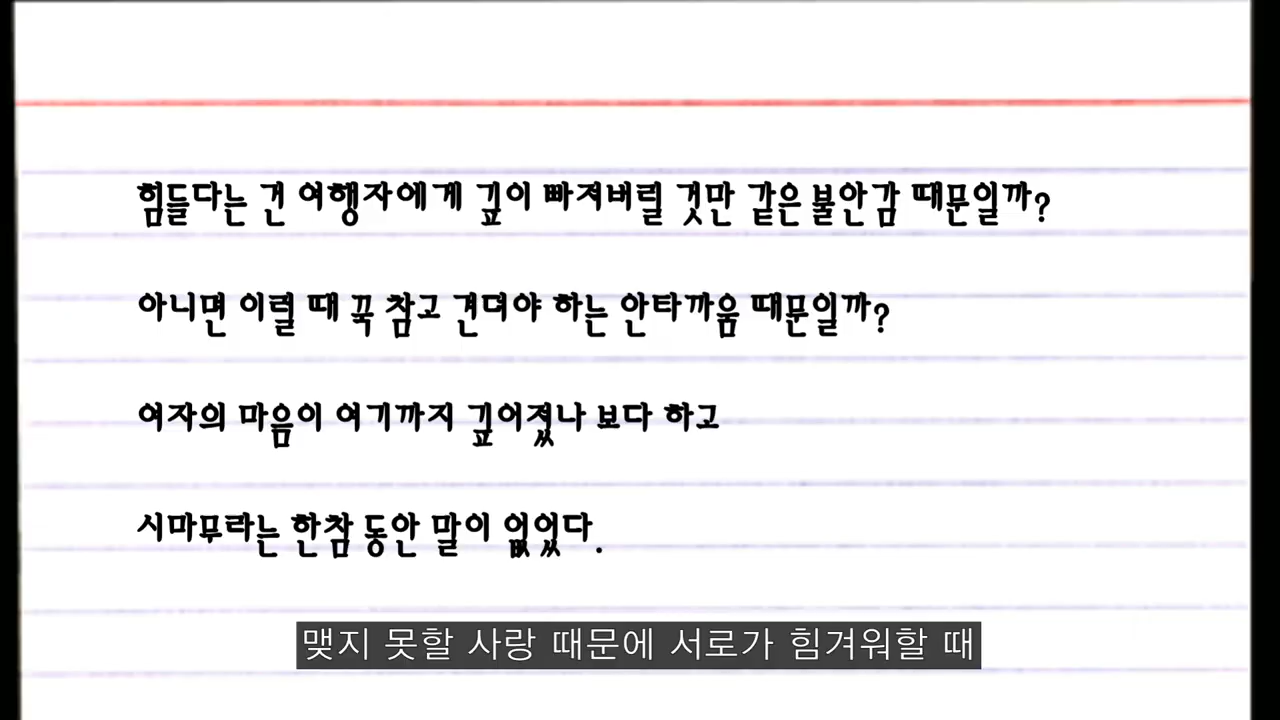 힘들다는 건 여행자에게 깊이 빠져버릴 것만 같은 불안감 때문일까?
아니면 이럴 때 꾹 참고 견뎌야 하는 안타까움 때문일까?
여자의 마음이 여기까지 깊어졌나 보다 하고
시마무라는 한참 동안 말이 없었다.
맺지 못할 사랑 때문에 서로가 힘겨워할 때